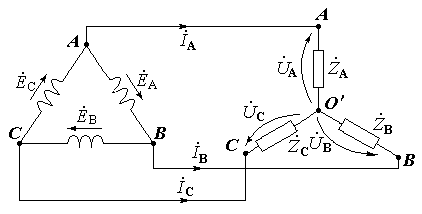 A
İ_A
A
Ė_C
Ė_A
U̇_A
Ż_A
O'
Ė_B
C
B
U̇_C
Ż_B
İ_B
C
Ż_C
U̇_B
B
İ_C